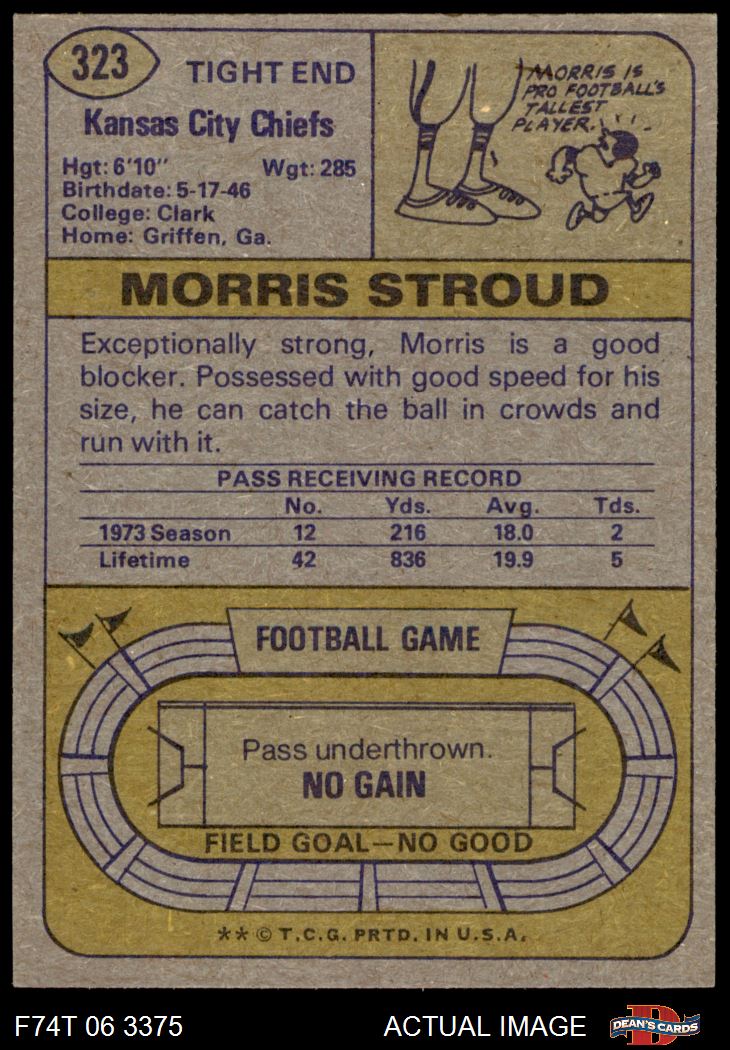 323
TIGHT END
Kansas City Chiefs
Hgt: 6'10" Wgt: 285
Birthdate: 5-17-46
College: Clark
Home: Griffen, Ga.
MORRIS IS
PRO FOOTBALL'S
TALLEST
PLAYER.
MORRIS STROUD
Exceptionally strong, Morris is a good
blocker. Possessed with good speed for his
size, he can catch the ball in crowds and
run with it.
PASS RECEIVING RECORD
No. Yds. Avg. Tds.
1973 Season 12 216 18.0 2
Lifetime 42 836 19.9 5
FOOTBALL GAME
Pass underthrown.
NO GAIN
FIELD GOAL—NO GOOD
** © T.C.G. PRTD. IN U.S.A.
F74T 06 3375 ACTUAL IMAGE
D
DEAN'S CARDS